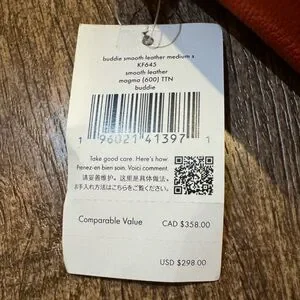 buddie smooth leather medium s
KF645
smooth leather
magma (600) TTN
buddie
1 96021 41397 1
Take good care. Here's how
Prenez-en bien soin. Voici comment.
请妥善维护。这里是具体做法。
お手入れ方法はこちらをご覧ください。
Comparable Value CAD $358.00
USD $298.00